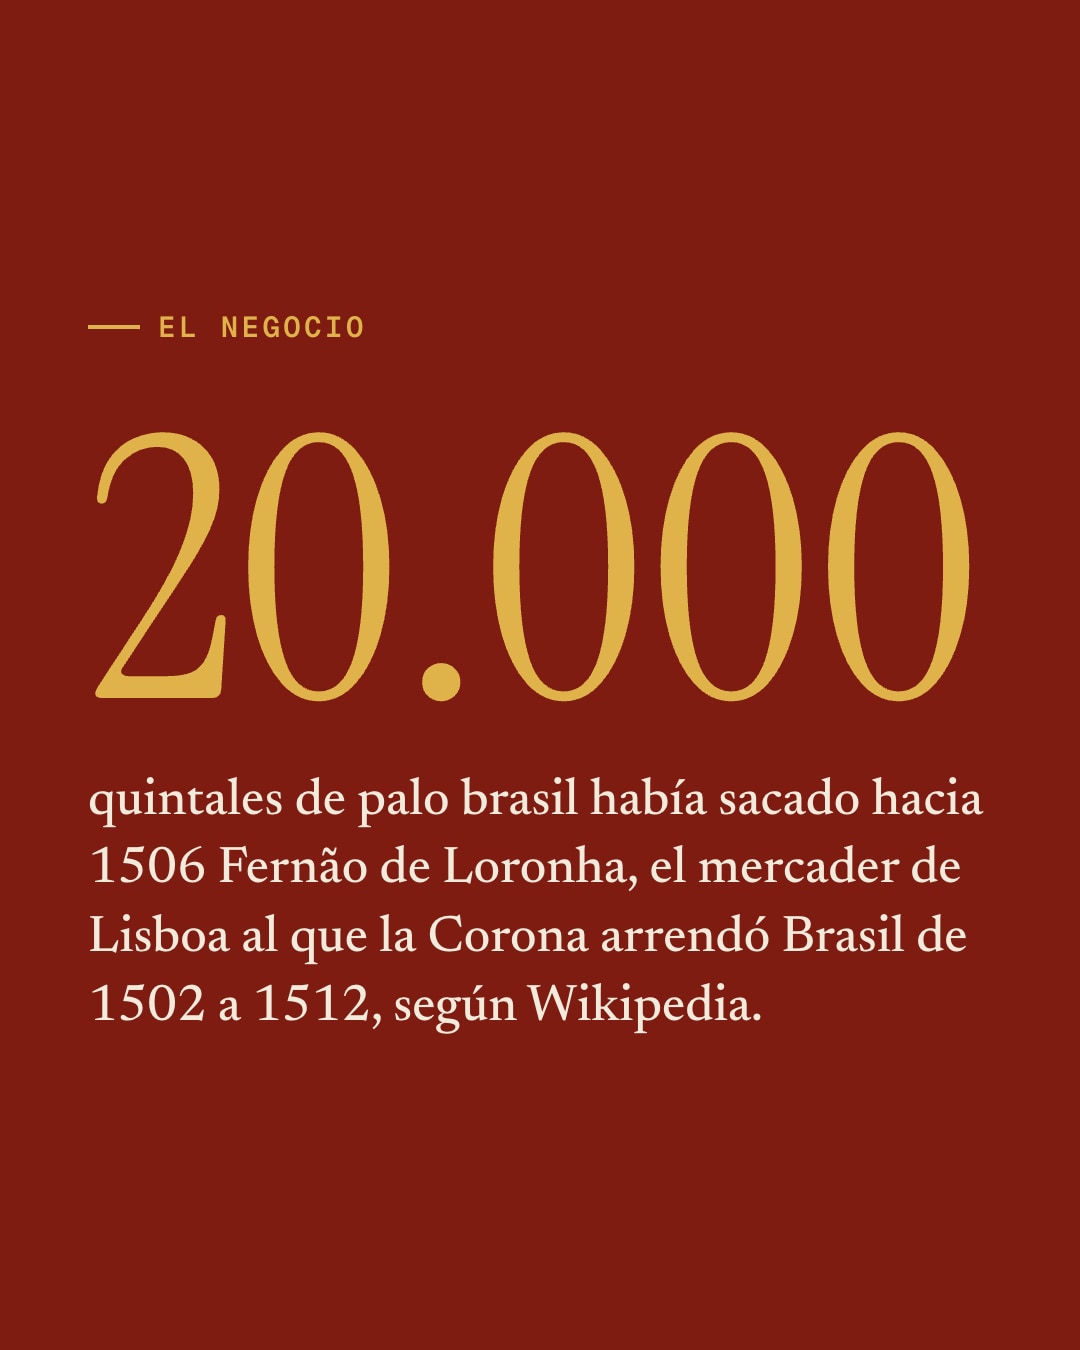 EL NEGOCIO
20.000
quintales de palo brasil había sacado hacia
1506 Fernão de Loronha, el mercader de
Lisboa al que la Corona arrendó Brasil de
1502 a 1512, según Wikipedia.